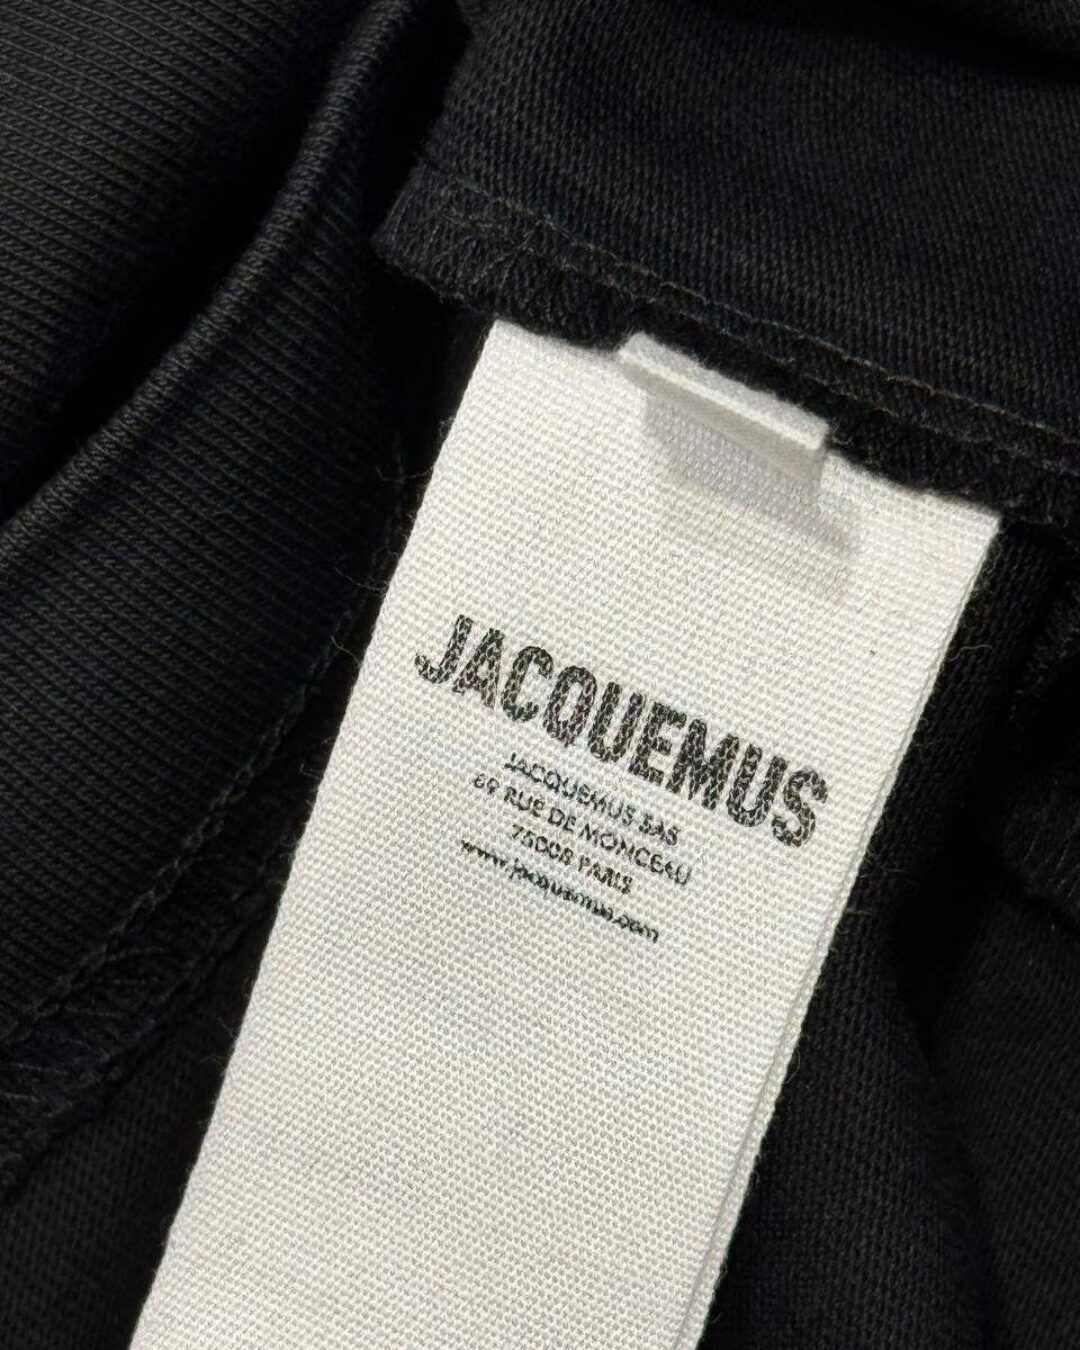 JACQUEMUS
JACQUEMUS SAS
69 RUE DE MONCEAU
75008 PARIS
www.jacquemus.com